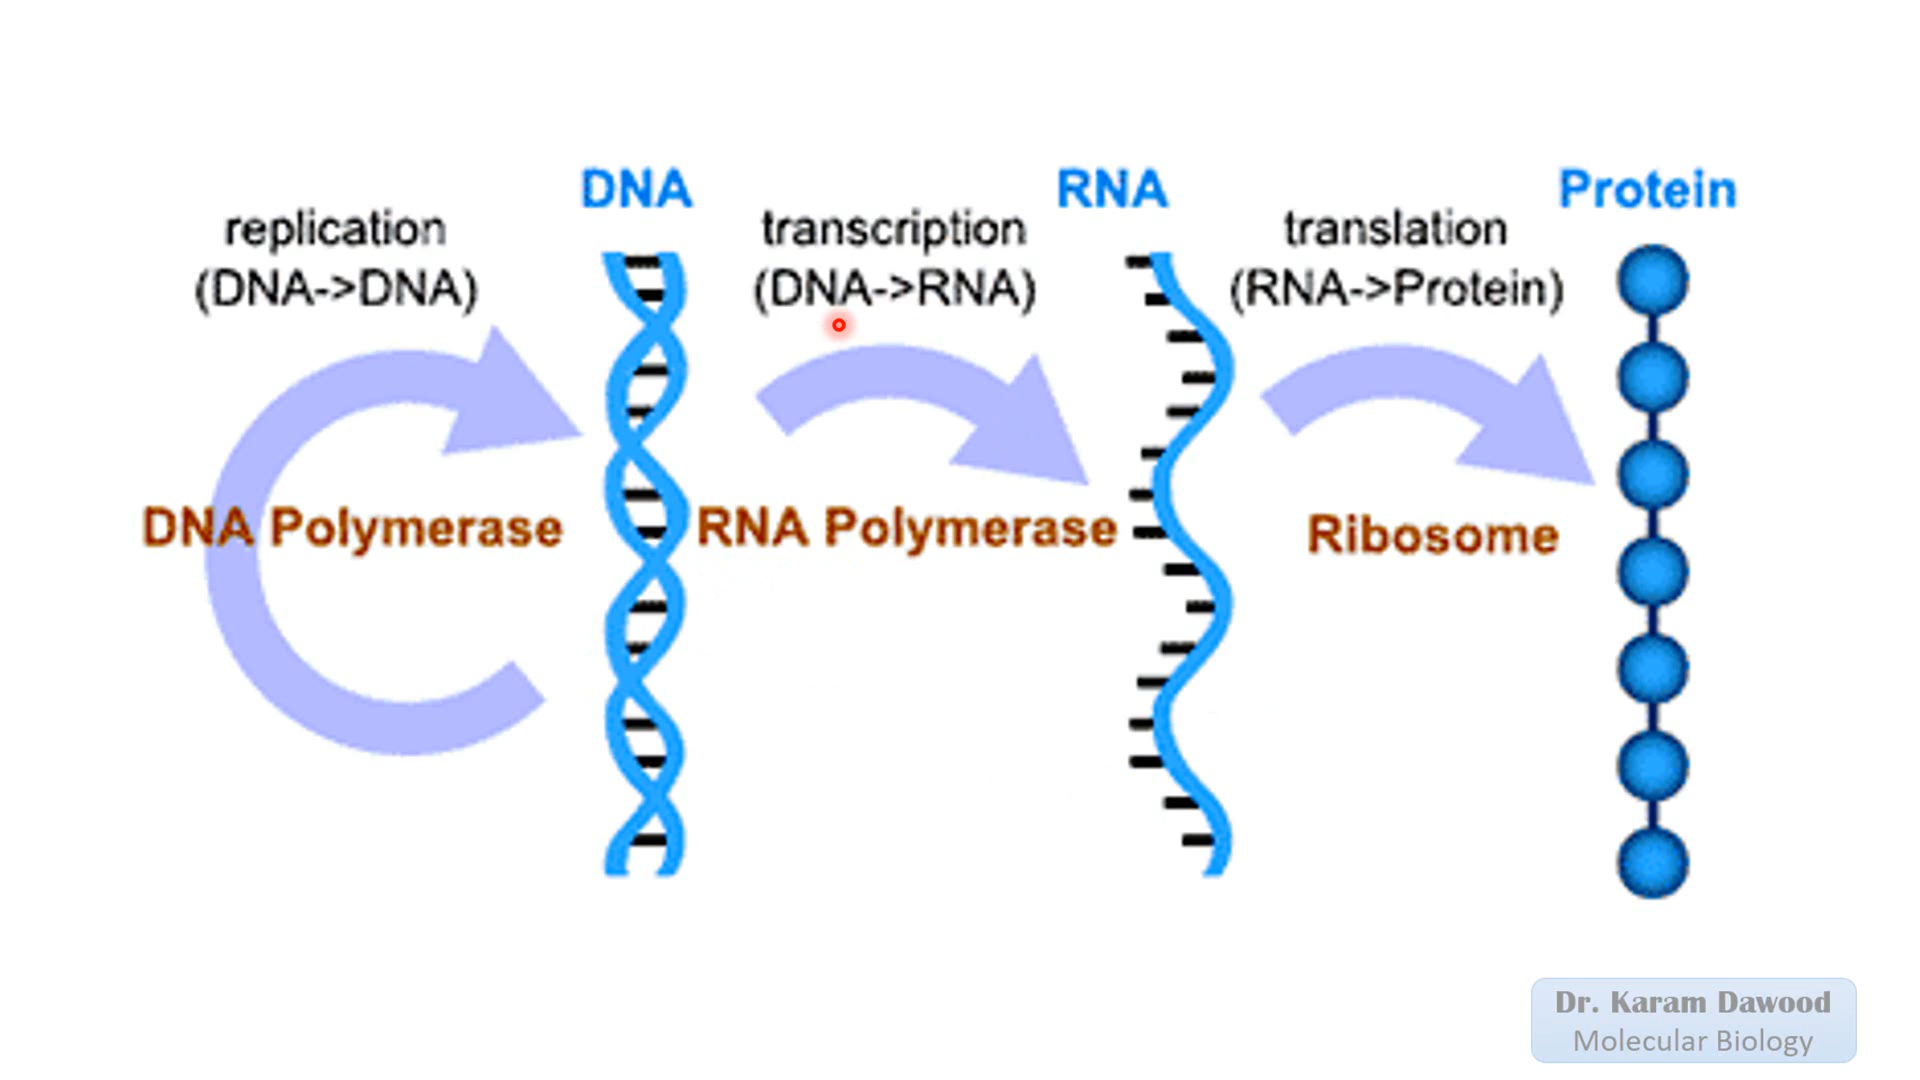 replication
(DNA->DNA)
DNA Polymerase
DNA
transcription
(DNA->RNA)
RNA Polymerase
RNA
translation
(RNA->Protein)
Ribosome
Protein
Dr. Karam Dawood
Molecular Biology